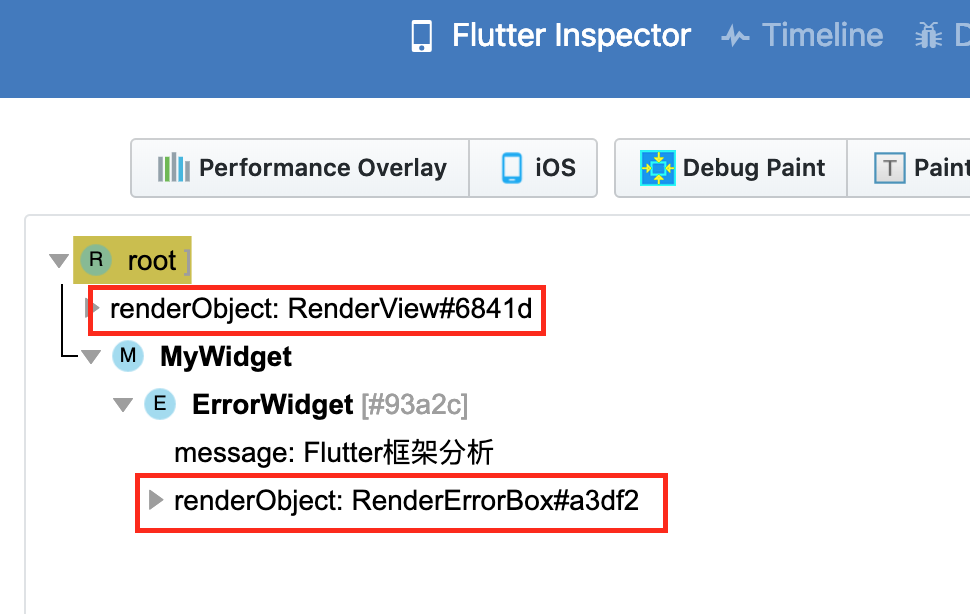 Flutter Inspector Timeline
Performance Overlay iOS Debug Paint Paint
R root ]
renderObject: RenderView#6841d
M MyWidget
E ErrorWidget [#93a2c]
message: Flutter框架分析
renderObject: RenderErrorBox#a3df2